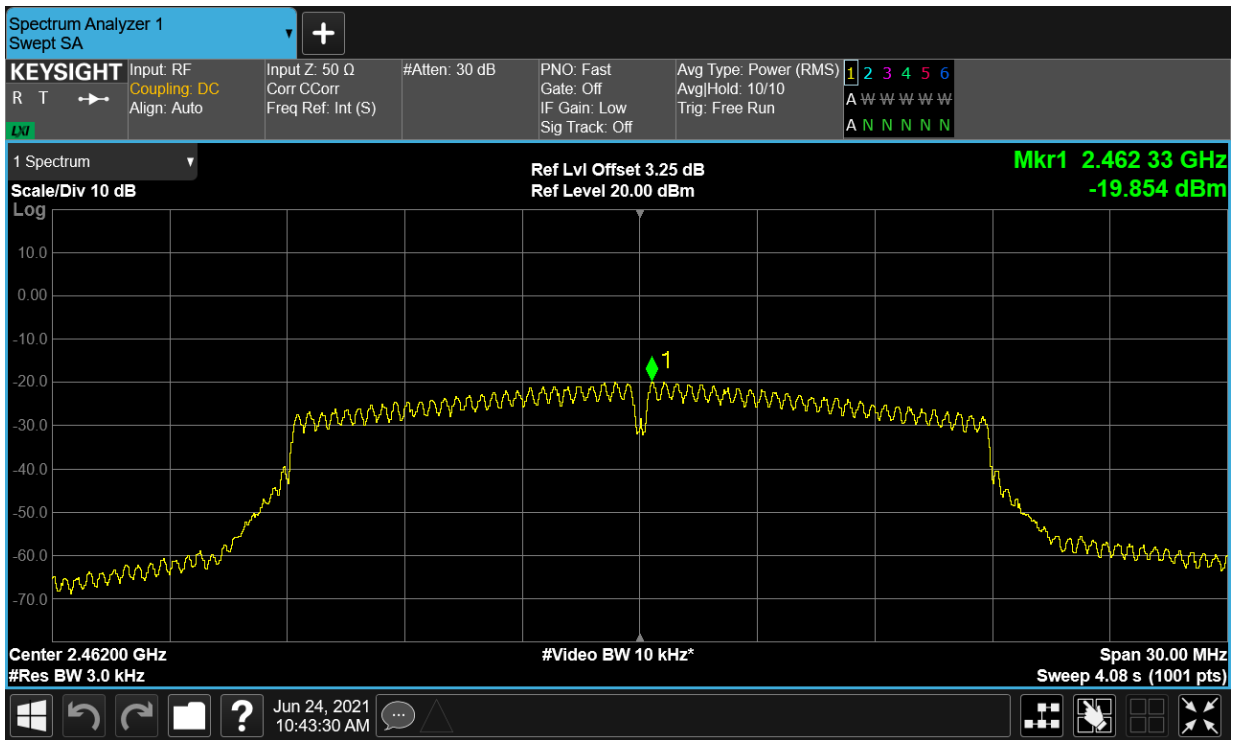 Spectrum Analyzer 1
Swept SA
+
KEYSIGHT
R T
LXI
Input: RF
Coupling: DC
Align: Auto
Input Z: 50 Ω
Corr CCorr
Freq Ref: Int (S)
#Atten: 30 dB
PNO: Fast
Gate: Off
IF Gain: Low
Sig Track: Off
Avg Type: Power (RMS)
Avg|Hold: 10/10
Trig: Free Run
1 2 3 4 5 6
A W W W W W
A N N N N N
1 Spectrum
Scale/Div 10 dB
Log
Ref Lvl Offset 3.25 dB
Ref Level 20.00 dBm
Mkr1 2.462 33 GHz
-19.854 dBm
10.0
0.00
-10.0
-20.0
-30.0
-40.0
-50.0
-60.0
-70.0
1
Center 2.46200 GHz
#Res BW 3.0 kHz
#Video BW 10 kHz*
Span 30.00 MHz
Sweep 4.08 s (1001 pts)
?
Jun 24, 2021
10:43:30 AM